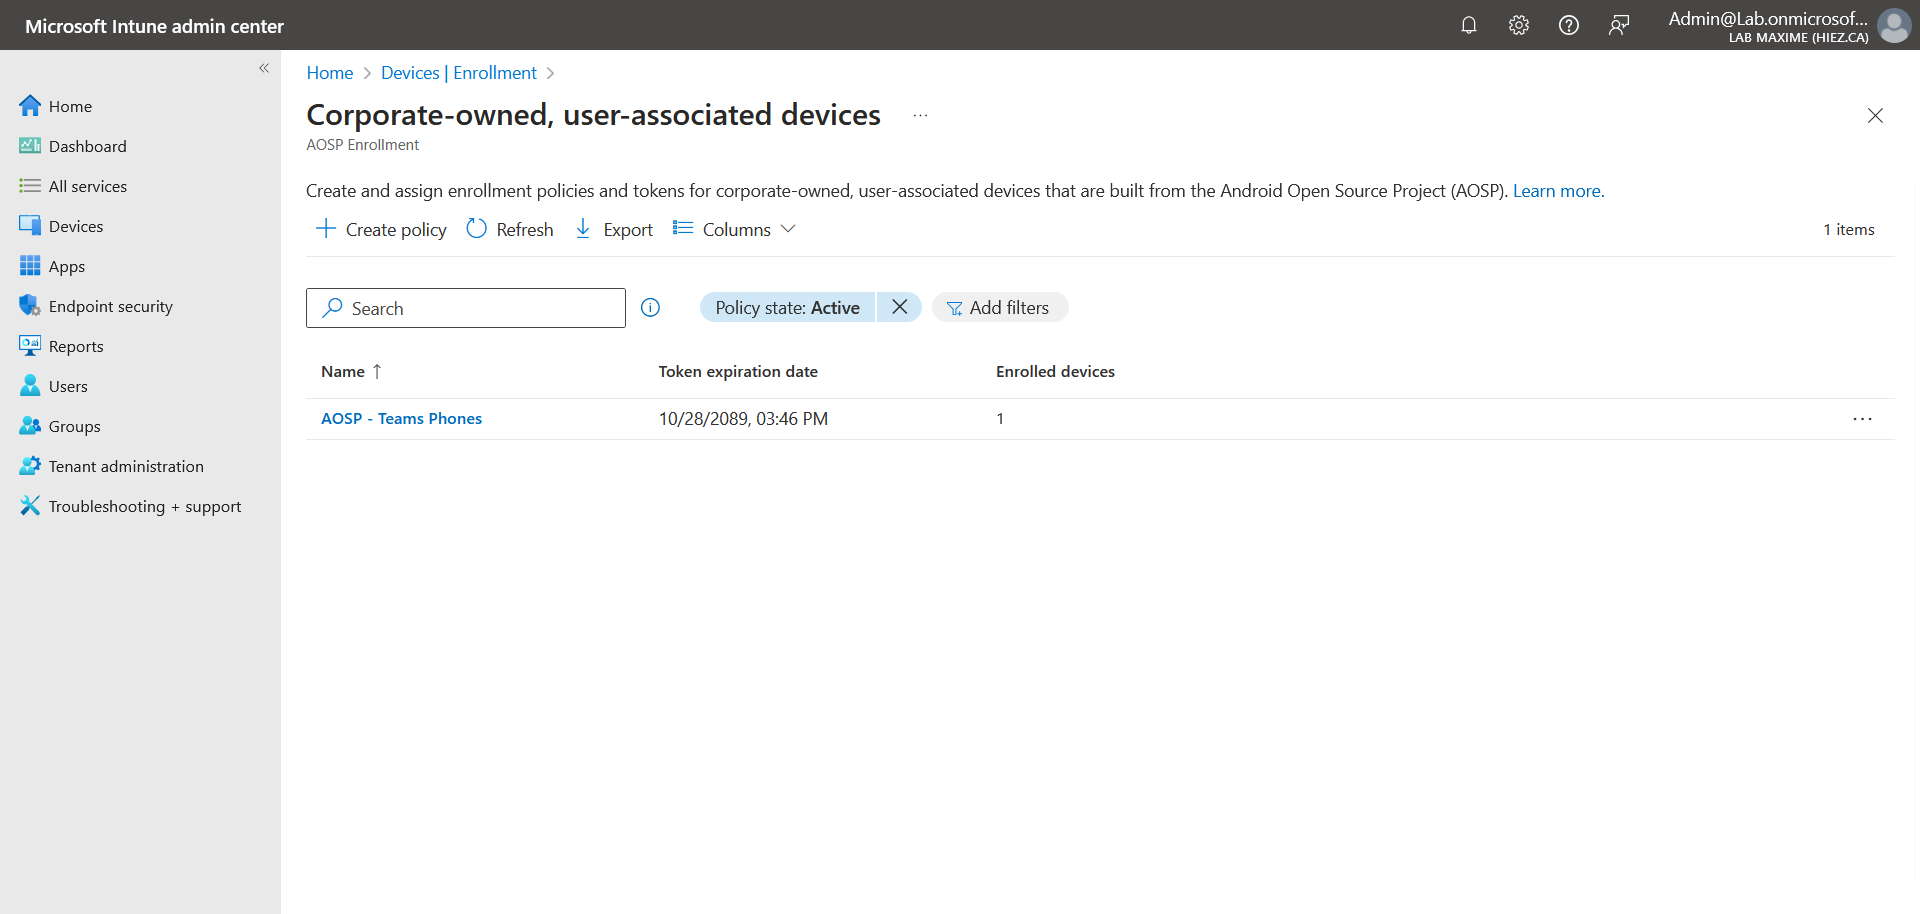 Microsoft Intune admin center
Admin@Lab.onmicrosof...
LAB MAXIME (HIEZ.CA)
Home
Dashboard
All services
Devices
Apps
Endpoint security
Reports
Users
Groups
Tenant administration
Troubleshooting + support
Home > Devices | Enrollment >
Corporate-owned, user-associated devices ...
AOSP Enrollment
Create and assign enrollment policies and tokens for corporate-owned, user-associated devices that are built from the Android Open Source Project (AOSP). Learn more.
Create policy Refresh Export Columns 1 items
Search Policy state: Active Add filters
Name ↑ Token expiration date Enrolled devices
AOSP - Teams Phones 10/28/2089, 03:46 PM 1 ...